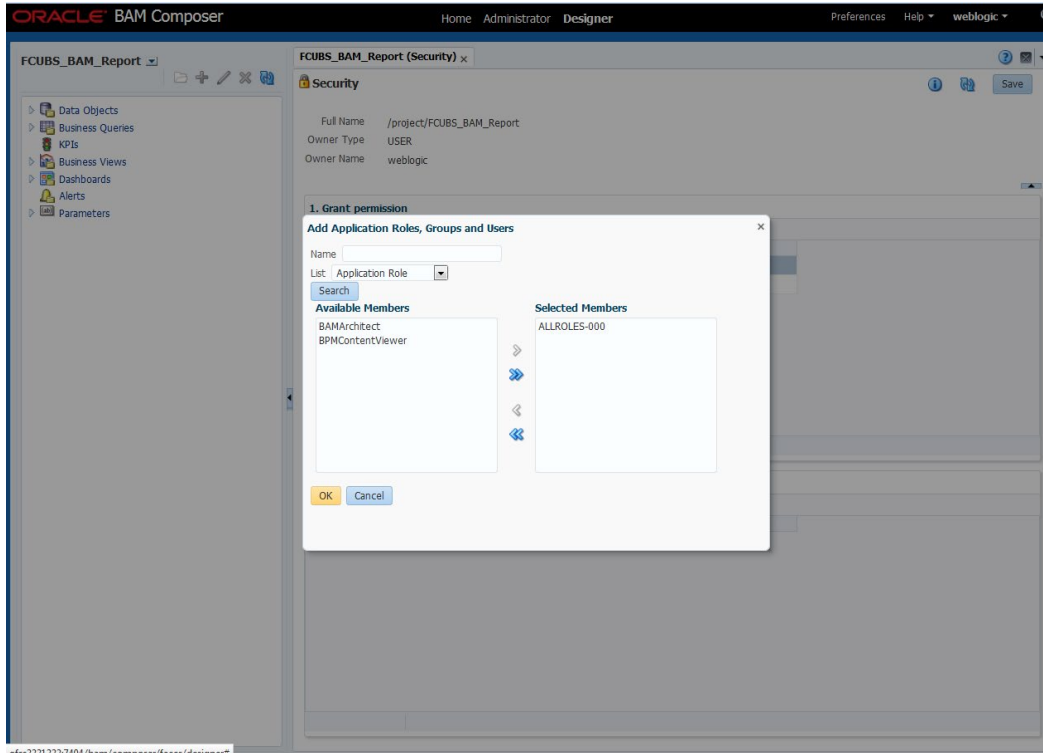 ORACLE BAM Composer
Home Administrator Designer
Preferences Help weblogic
FCUBS_BAM_Report
Data Objects
Business Queries
KPIs
Business Views
Dashboards
Alerts
Parameters
FCUBS_BAM_Report (Security) x
Security
Save
Full Name /project/FCUBS_BAM_Report
Owner Type USER
Owner Name weblogic
1. Grant permission
Add Application Roles, Groups and Users
Name
List Application Role
Search
Available Members
Selected Members
BAMArchitect
BPMContentViewer
ALLROLES-000
OK Cancel